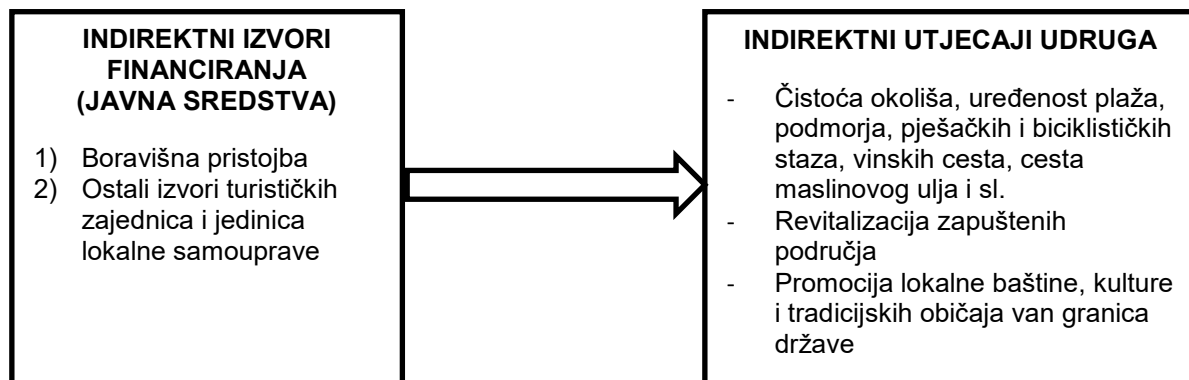 INDIREKTNI IZVORI
FINANCIRANJA
(JAVNA SREDSTVA)
1) Boravišna pristojba
2) Ostali izvori turističkih
zajednica i jedinica
lokalne samouprave
INDIREKTNI UTJECAJI UDRUGA
- Čistoća okoliša, uređenost plaža,
podmorja, pješačkih i biciklističkih
staza, vinskih cesta, cesta
maslinovog ulja i sl.
- Revitalizacija zapuštenih
područja
- Promocija lokalne baštine, kulture
i tradicijskih običaja van granica
države